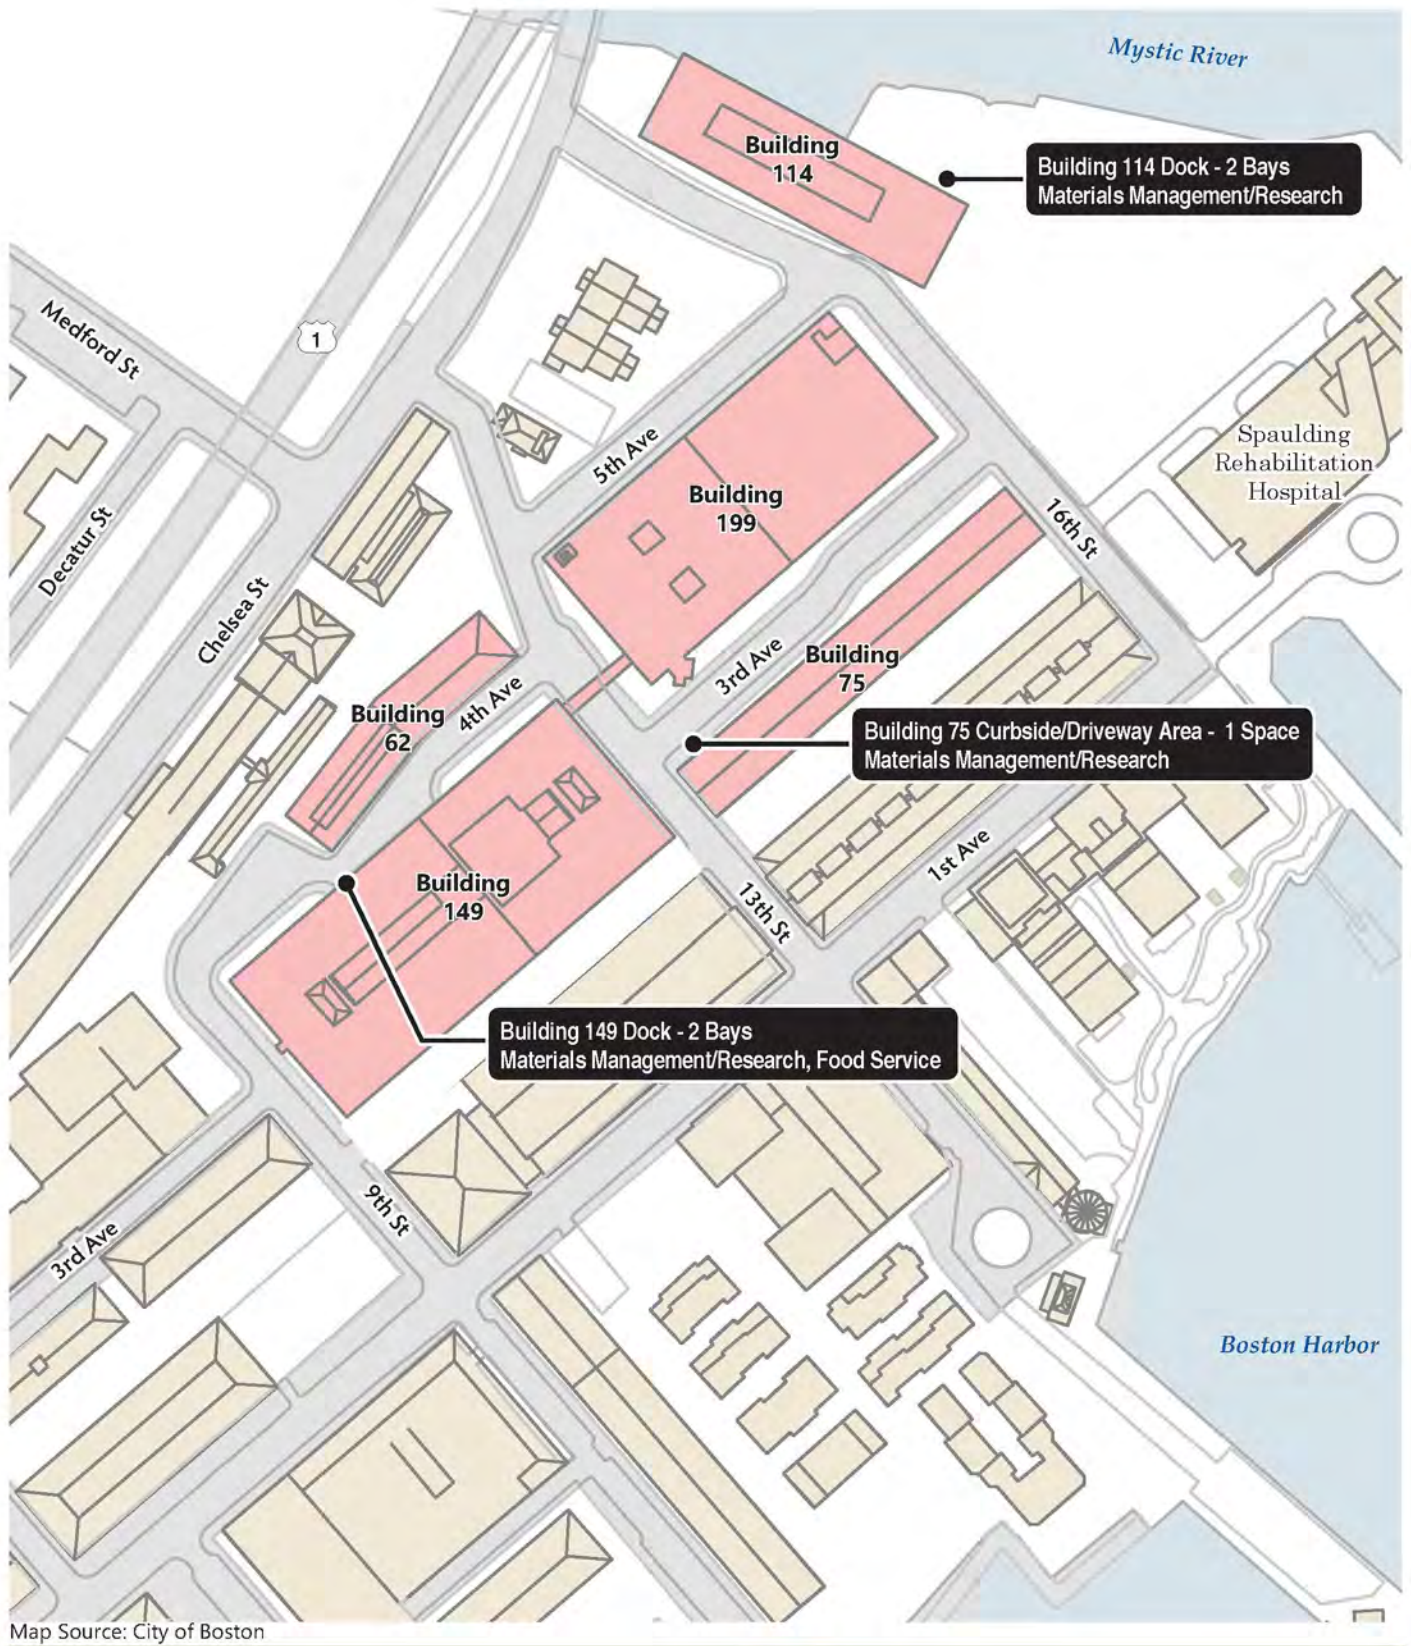 Mystic River
Building
114
Building 114 Dock - 2 Bays
Materials Management/Research
Medford St
1
Spaulding
Rehabilitation
Hospital
5th Ave
Building
199
16th St
Decatur St
Chelsea St
3rd Ave
Building
75
4th Ave
Building
62
Building 75 Curbside/Driveway Area - 1 Space
Materials Management/Research
1st Ave
Building
149
13th St
Building 149 Dock - 2 Bays
Materials Management/Research, Food Service
9th St
3rd Ave
Boston Harbor
Map Source: City of Boston